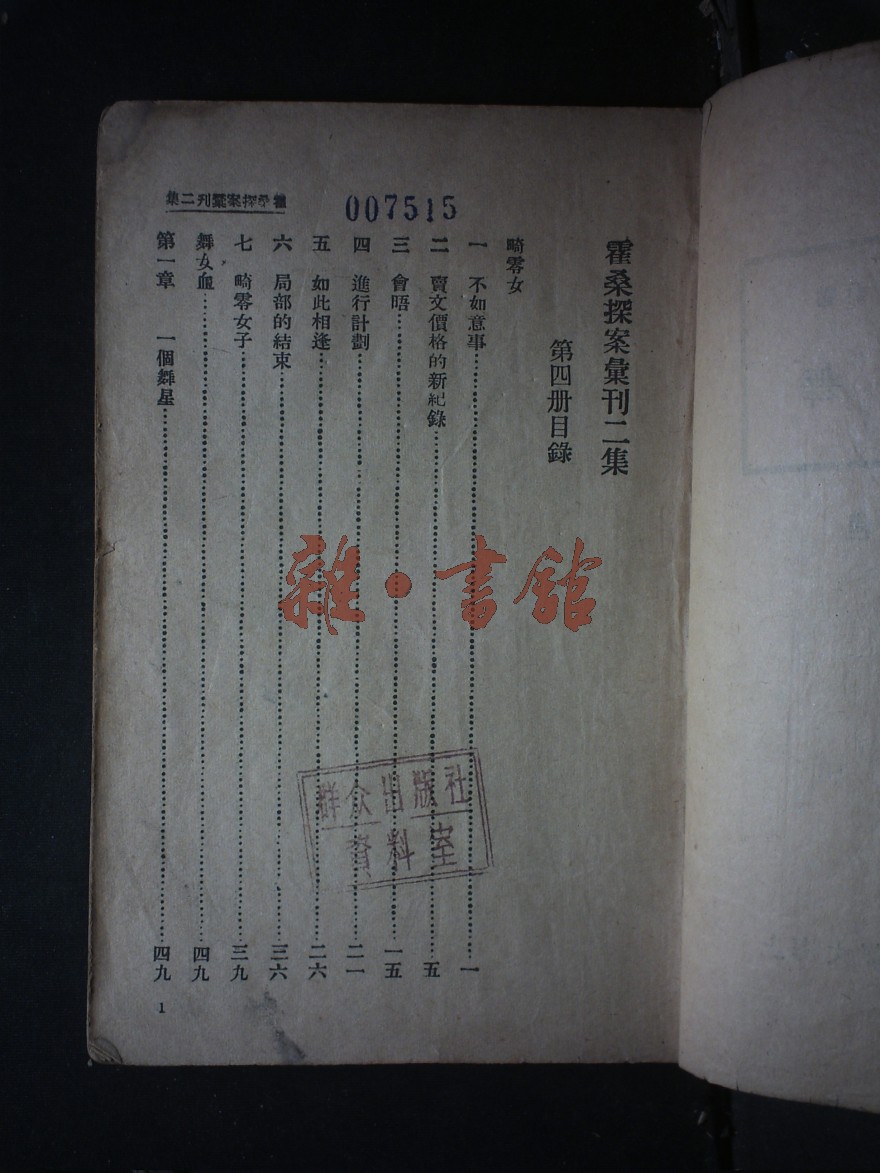 霍桑探案彙刊二集
第四册目錄
畸零女
一 不如意事……一
二 賣文價格的新紀錄……五
三 會晤……一五
四 進行計劃……二一
五 如此相逢……二六
六 局部的結束……三六
七 畸零女子……三九
舞女血……四九
第一章 一個舞星……四九
霍桑探案彙刊二集
007515
1
雜·書館
群众出版社
資料室